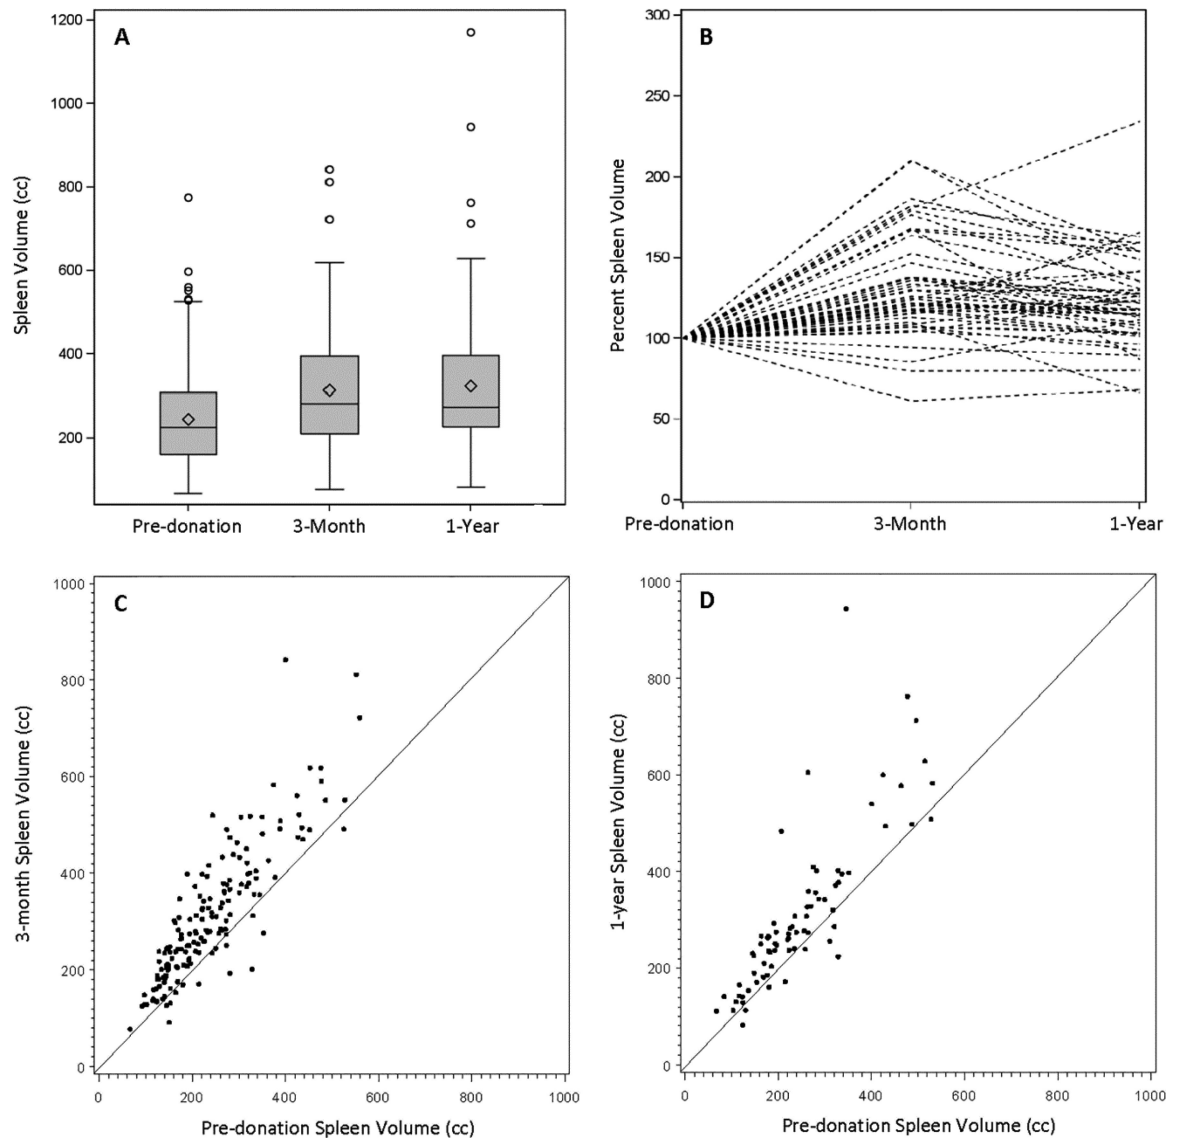 A
1200
1000
800
600
400
200
Spleen Volume (cc)
Pre-donation
3-Month
1-Year
B
300
250
200
150
100
50
0
Percent Spleen Volume
Pre-donation
3-Month
1-Year
C
1000
800
600
400
200
0
3-month Spleen Volume (cc)
0 200 400 600 800 1000
Pre-donation Spleen Volume (cc)
D
1000
800
600
400
200
0
1-year Spleen Volume (cc)
0 200 400 600 800 1000
Pre-donation Spleen Volume (cc)